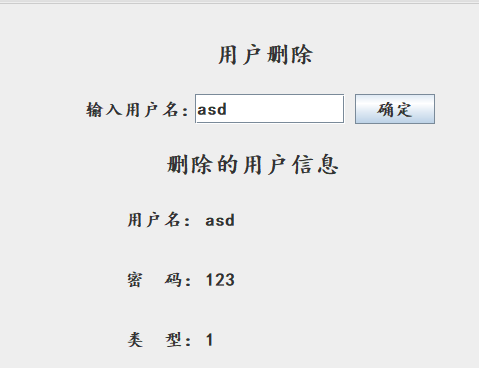 用户删除
输入用户名：asd 确定
删除的用户信息
用户名：asd
密 码：123
类 型：1